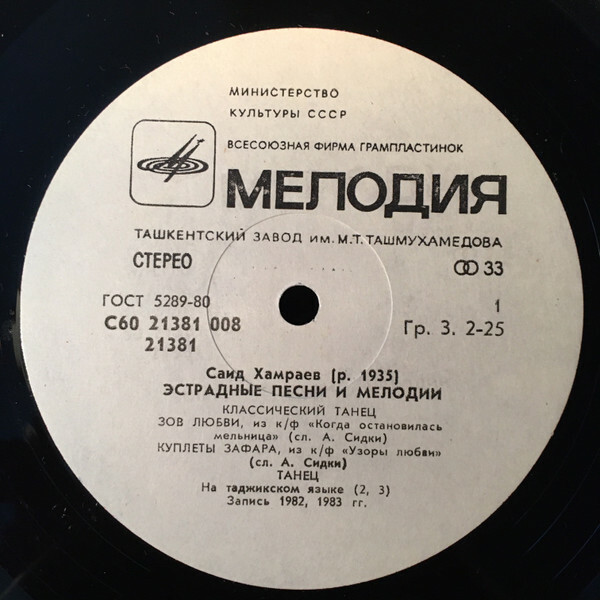 МИНИСТЕРСТВО
КУЛЬТУРЫ СССР
ВСЕСОЮЗНАЯ ФИРМА ГРАМПЛАСТИНОК
МЕЛОДИЯ
ТАШКЕНТСКИЙ ЗАВОД им. М.Т. ТАШМУХАМЕДОВА
СТЕРЕО
33
ГОСТ 5289-80
1
С60 21381 008
Гр. 3. 2-25
21381
Саид Хамраев (р. 1935)
ЭСТРАДНЫЕ ПЕСНИ И МЕЛОДИИ
КЛАССИЧЕСКИЙ ТАНЕЦ
ЗОВ ЛЮБВИ, из к/ф «Когда остановилась
мельница» (сл. А. Сидки)
КУПЛЕТЫ ЗАФАРА, из к/ф «Узоры любви»
(сл. А. Сидки)
ТАНЕЦ
На таджикском языке (2, 3)
Запись 1982, 1983 гг.